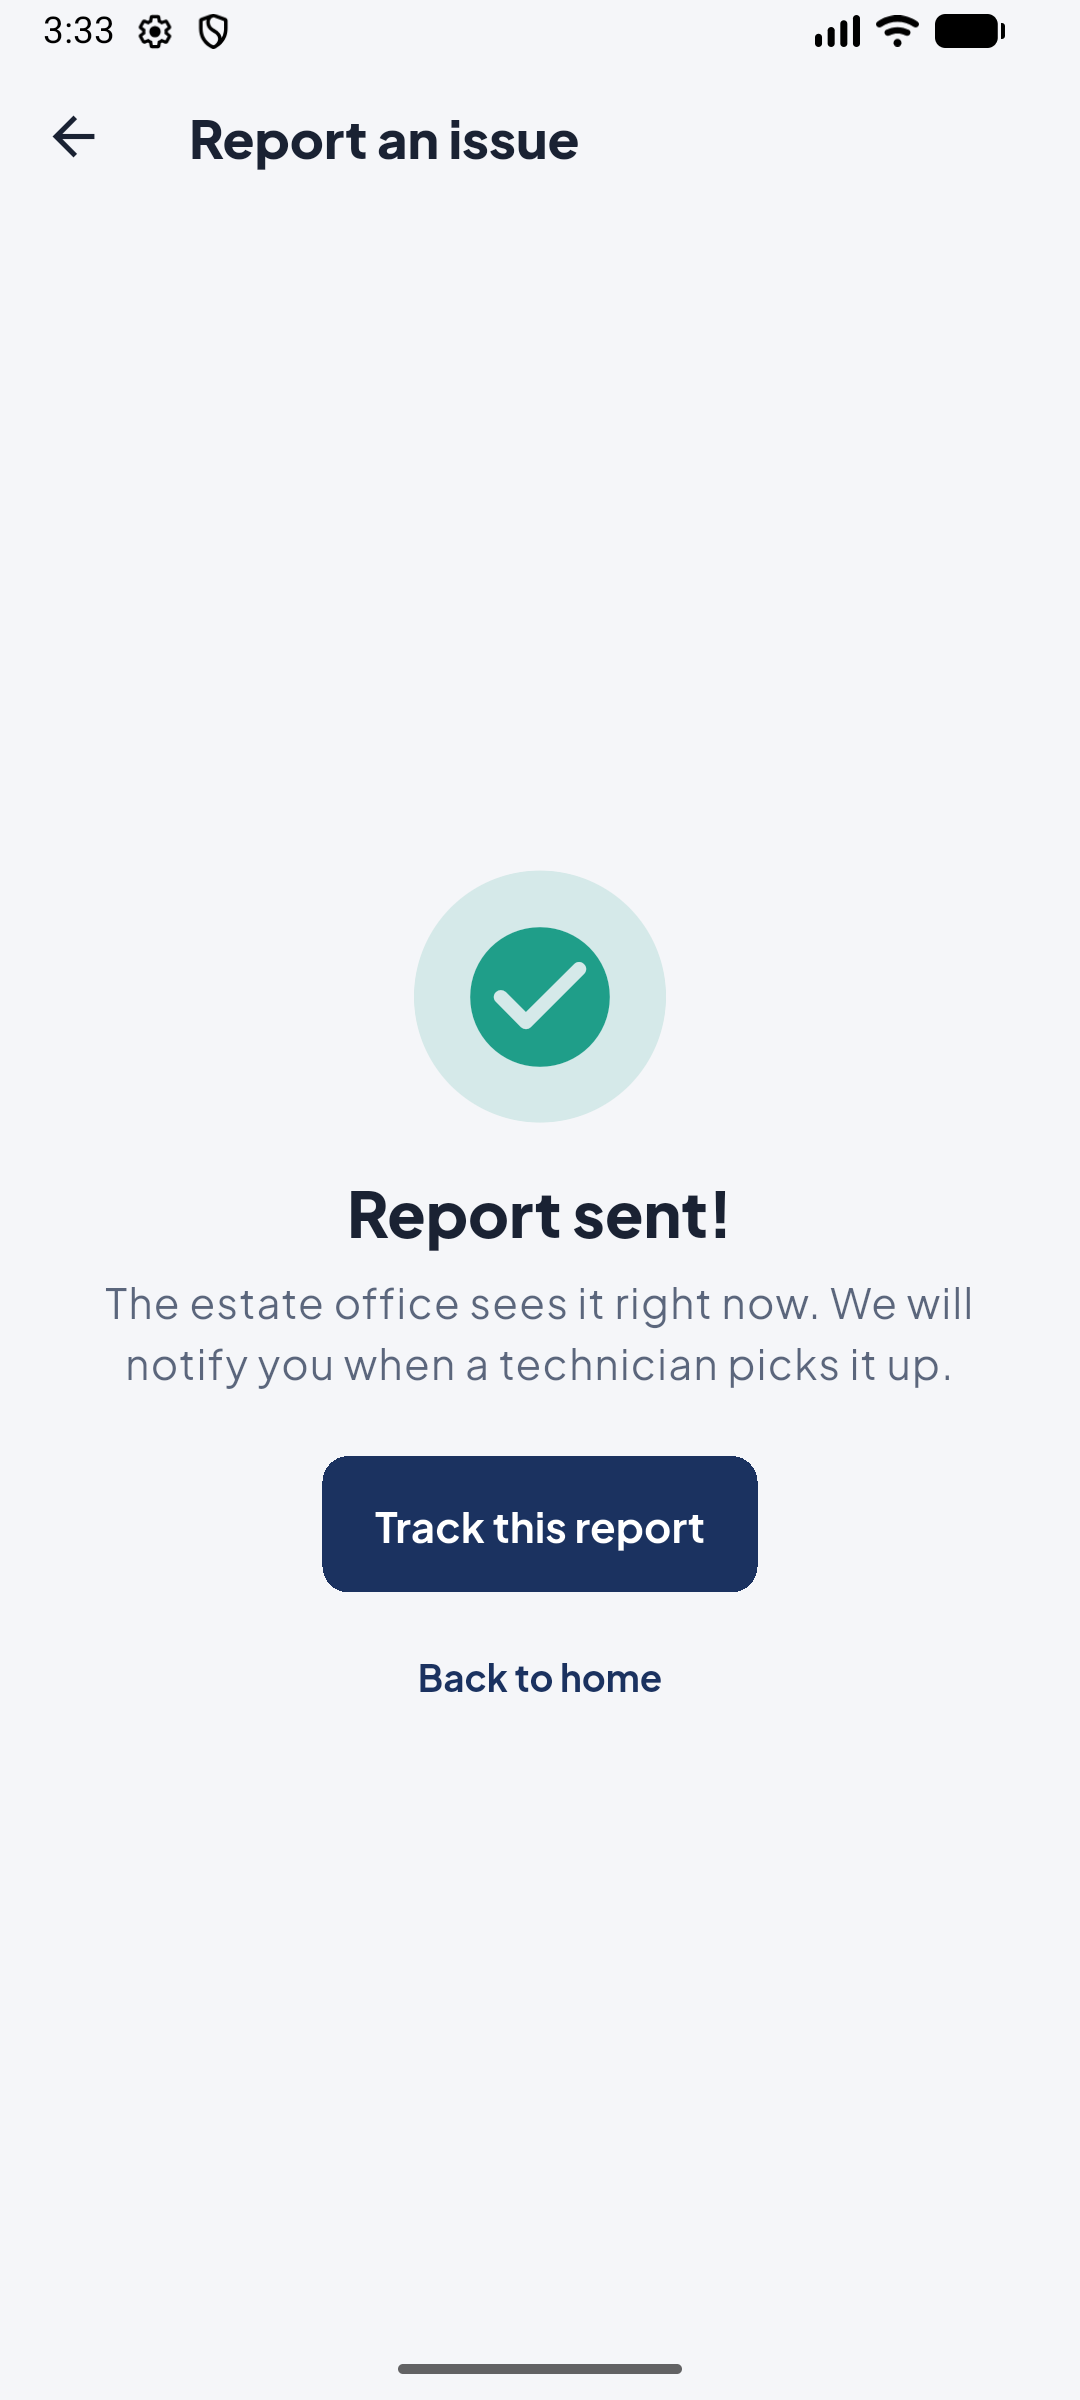 3:33
Report an issue
Report sent!
The estate office sees it right now. We will
notify you when a technician picks it up.
Track this report
Back to home